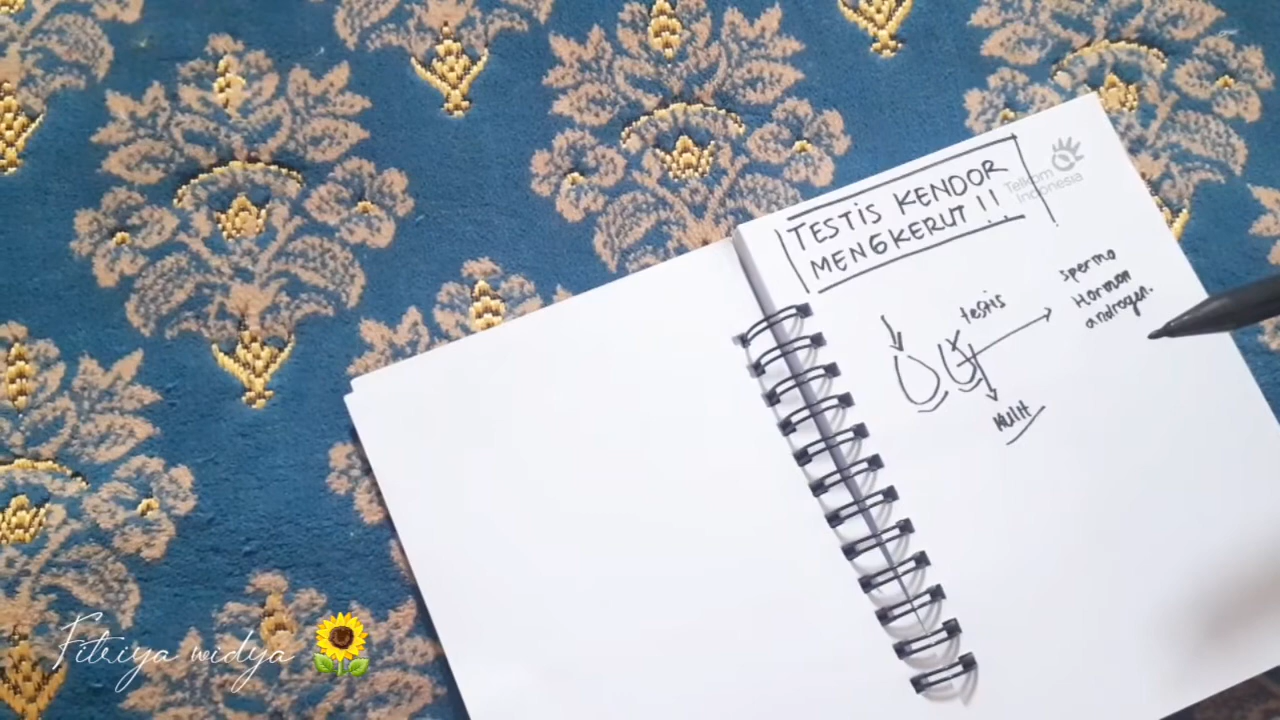 TESTIS KENDOR
MENGKERUT !!
Telkom
Indonesia
testis
sperma
Hormon
androgen.
kulit
Fitriya widya